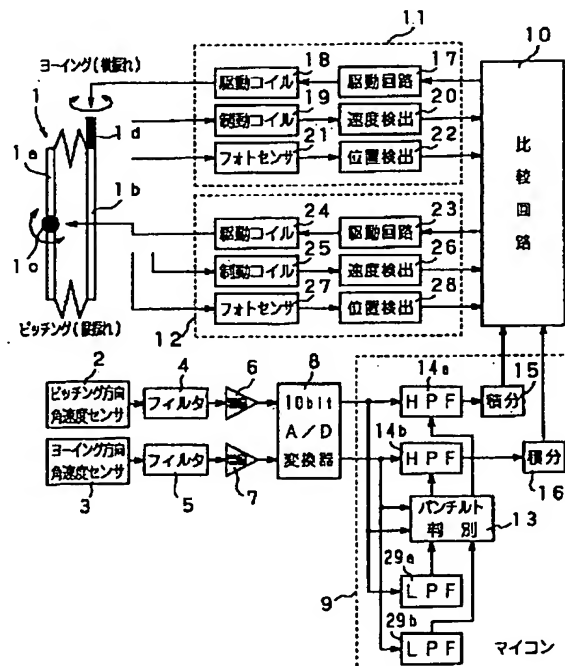 11
10
ヨーイング(横振れ)
18
17
駆動コイル
駆動回路
1
1d
19
20
制動コイル
速度検出
1a
21
22
フォトセンサ
位置検出
1b
比較回路
24
23
駆動コイル
駆動回路
1c
25
26
制動コイル
速度検出
27
28
フォトセンサ
位置検出
ピッチング(縦振れ)
12
2
4
6
8
14a
15
ピッチング方向
角速度センサ
フィルタ
10bit
A/D
変換器
HPF
積分
14b
ヨーイング方向
角速度センサ
フィルタ
HPF
積分
3
5
7
16
パンチルト
判別
13
29a
9
LPF
29b
LPF
マイコン